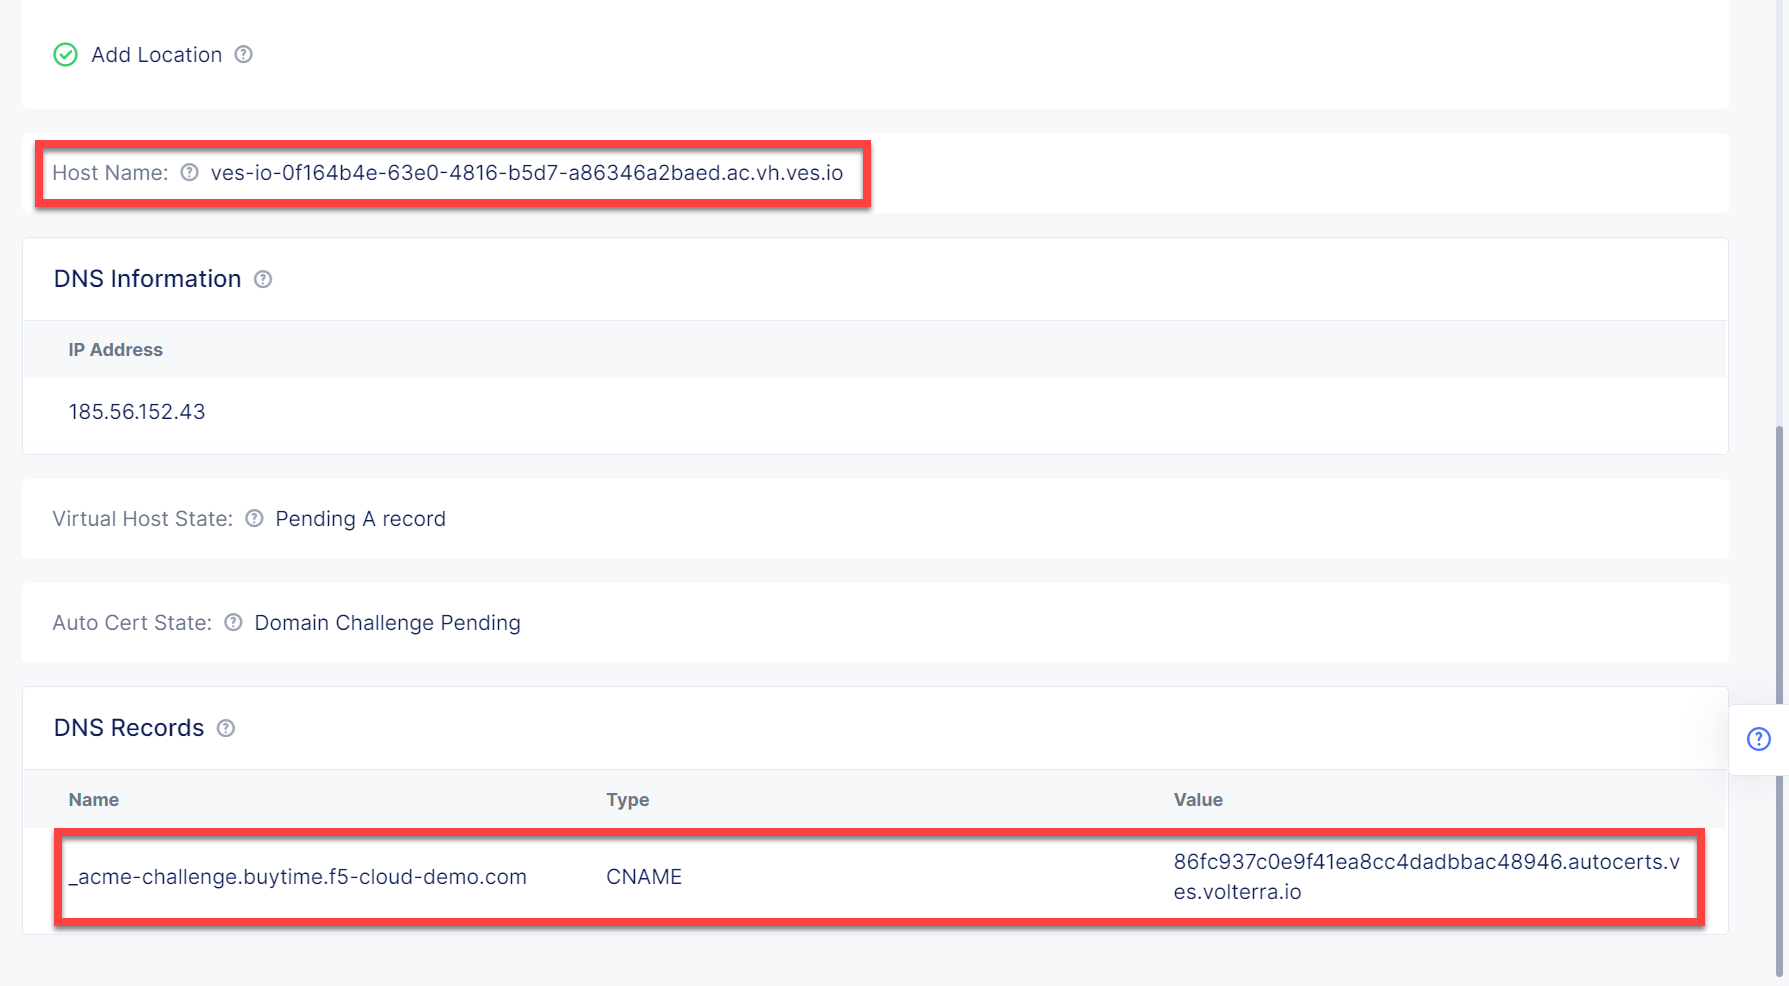 Add Location
Host Name: ves-io-0f164b4e-63e0-4816-b5d7-a86346a2baed.ac.vh.ves.io
DNS Information
IP Address
185.56.152.43
Virtual Host State: Pending A record
Auto Cert State: Domain Challenge Pending
DNS Records
Name Type Value
_acme-challenge.buytime.f5-cloud-demo.com CNAME 86fc937c0e9f41ea8cc4dadbbac48946.autocerts.v
es.volterra.io